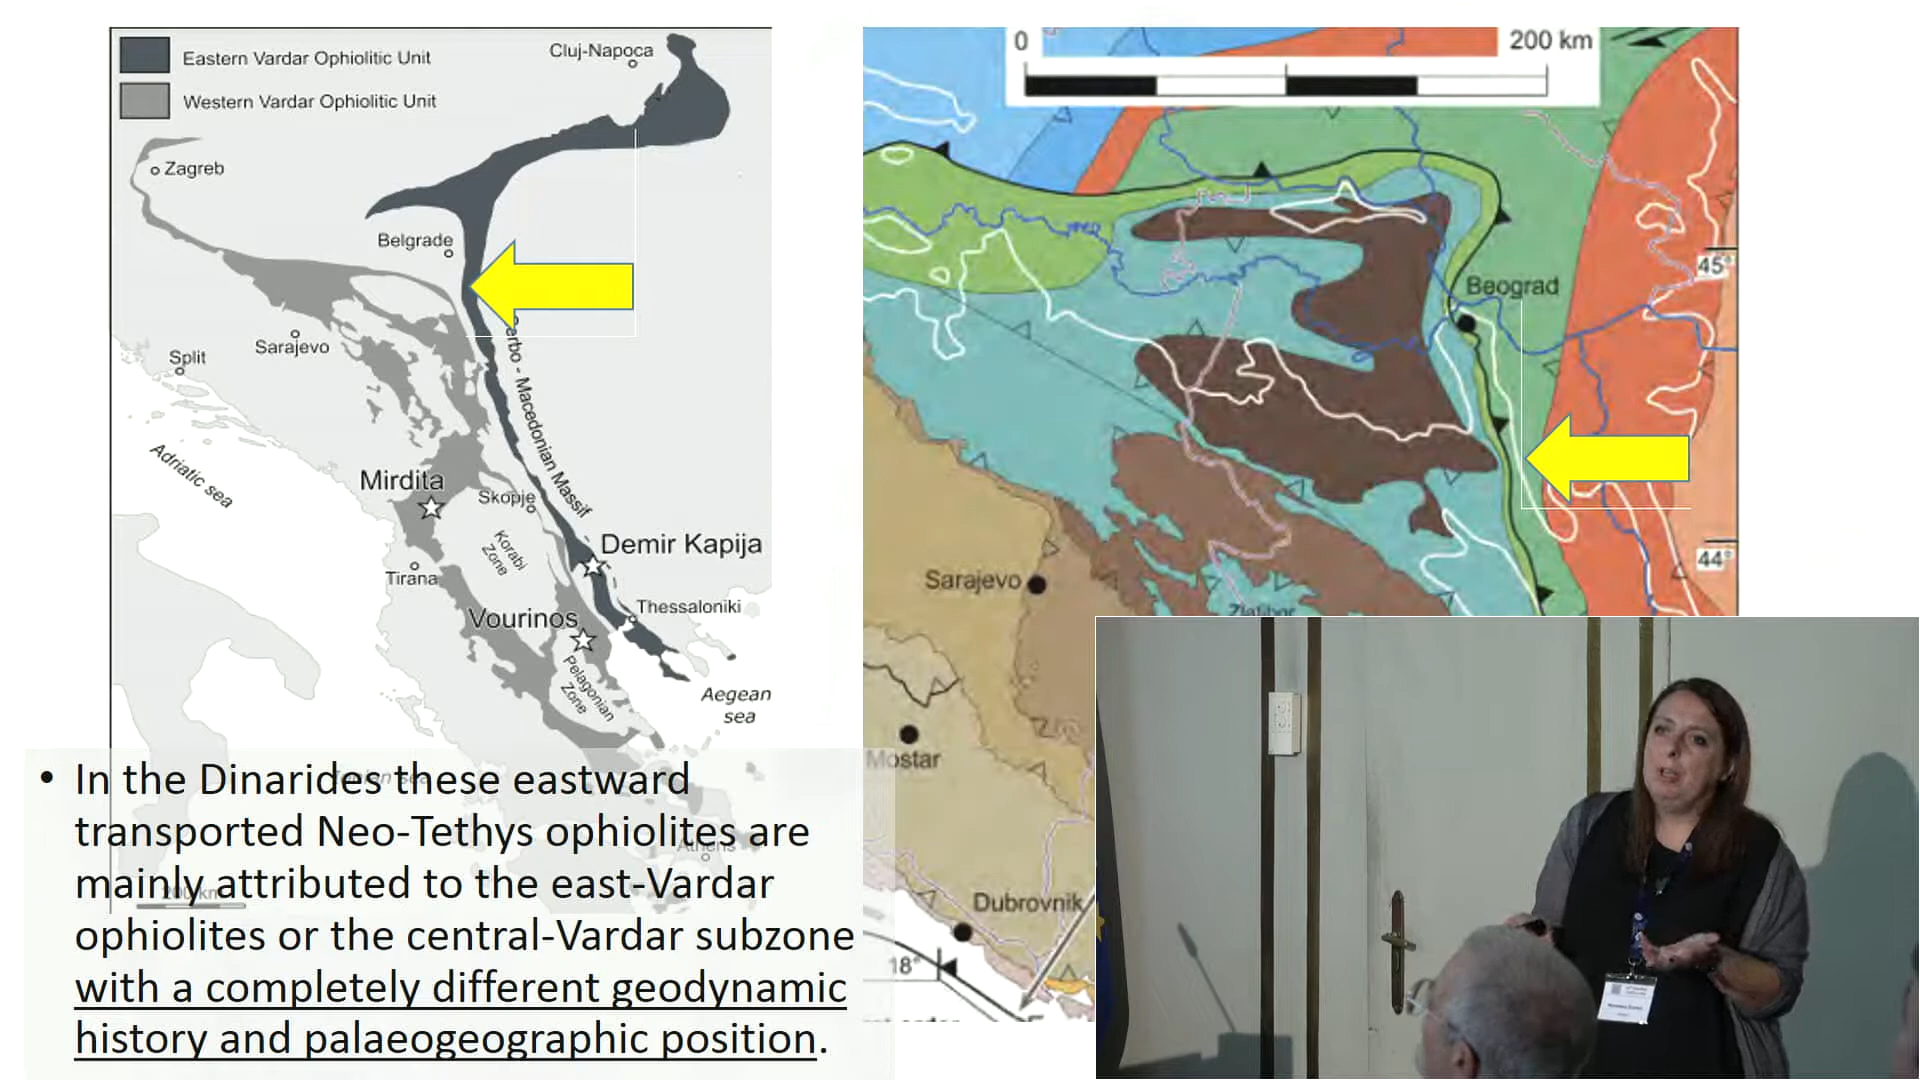 Eastern Vardar Ophiolitic Unit
Western Vardar Ophiolitic Unit
Cluj-Napoca
Zagreb
Belgrade
Sarajevo
Split
erbo - Macedonian Massif
Adriatic sea
Mirdita
Skopje
Korabi
Zone
Demir Kapija
Tirana
Thessaloniki
Vourinos
Pelagonian
Zone
Aegean
sea
Athens
• In the Dinarides these eastward
transported Neo-Tethys ophiolites are
mainly attributed to the east-Vardar
ophiolites or the central-Vardar subzone
with a completely different geodynamic
history and palaeogeographic position.
0 200 km
45°
Beograd
44°
Sarajevo
Zlatibor
Mostar
Dubrovnik
18°